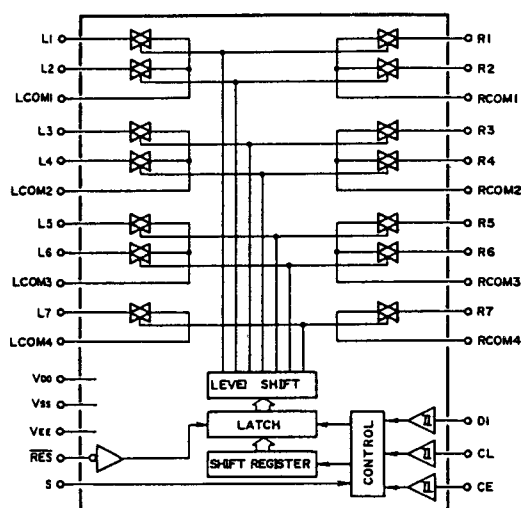 L1
L2
LCOM1
L3
L4
LCOM2
L5
L6
LCOM3
L7
LCOM4
VDD
VSS
VEE
RES
S
R1
R2
RCOM1
R3
R4
RCOM2
R5
R6
RCOM3
R7
RCOM4
DI
CL
CE
LEVEL SHIFT
LATCH
SHIFT REGISTER
CONTROL